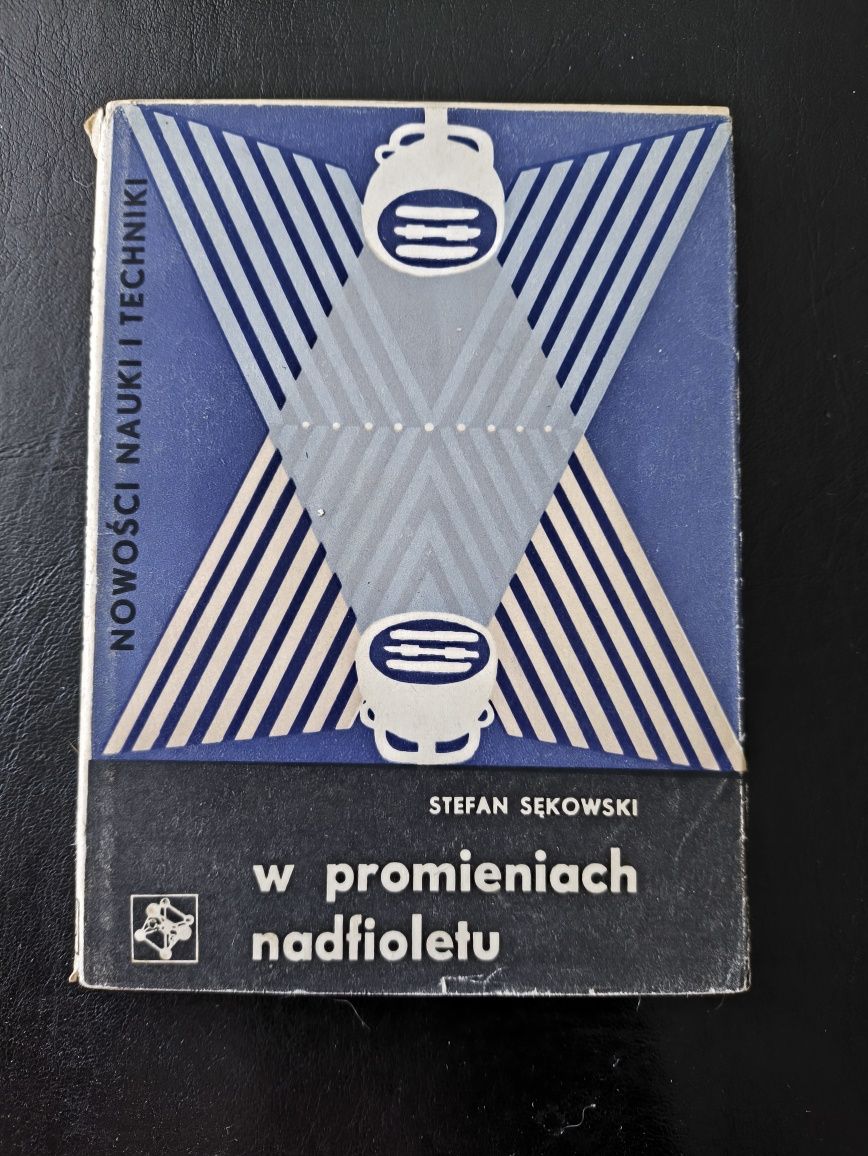 NOWOŚCI NAUKI I TECHNIKI
STEFAN SĘKOWSKI
w promieniach
nadfioletu